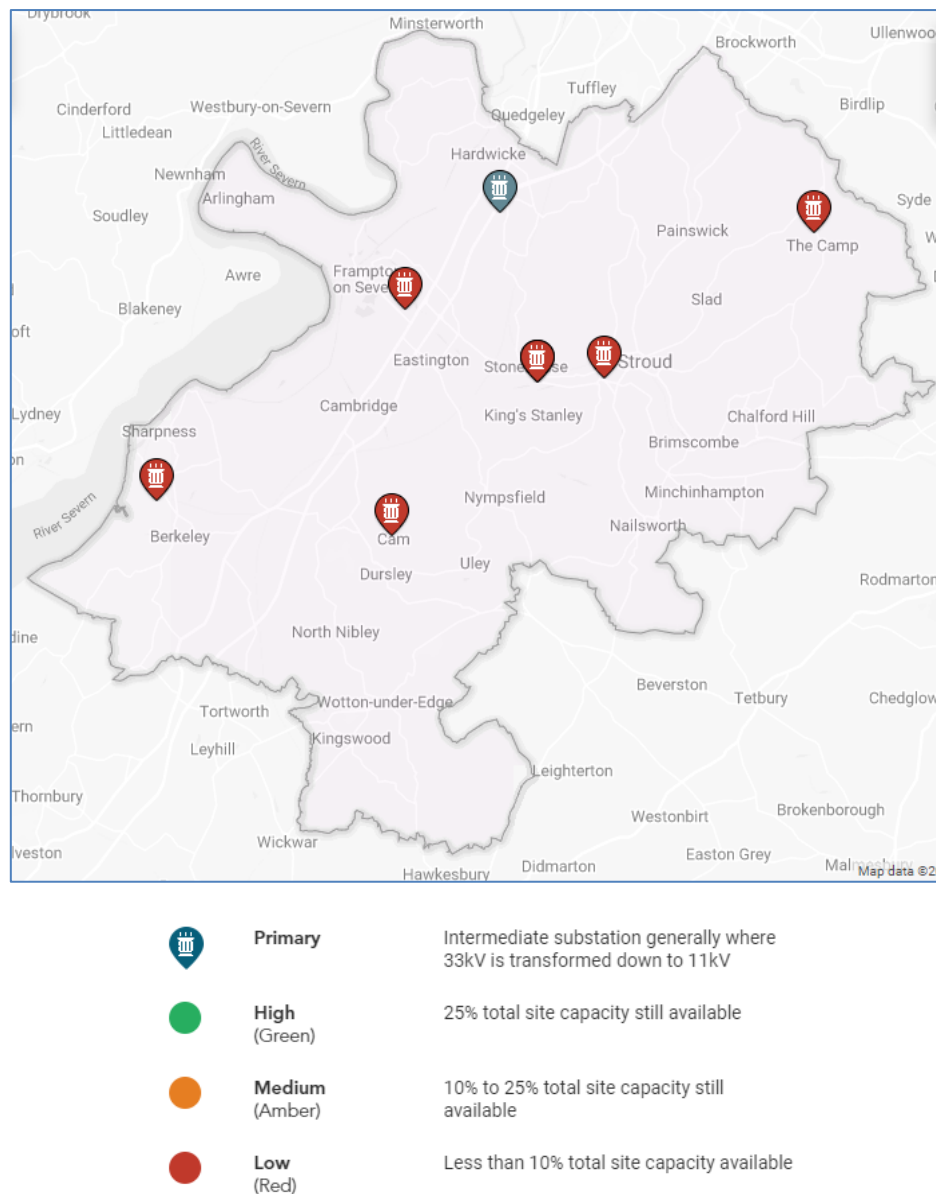 Drybrook
Minsterworth
Brockworth
Ullenwoo
Tuffley
Cinderford
Westbury-on-Severn
Quedgeley
Birdlip
Littledean
River Severn
Hardwicke
Newnham
Arlingham
Syde
Soudley
Painswick
The Camp
W
Awre
Frampto
on Seve
Slad
Blakeney
oft
Eastington
Stone
se
Stroud
Lydney
Cambridge
King's Stanley
Chalford Hill
Sharpness
Brimscombe
on
Nympsfield
Minchinhampton
River Severn
Berkeley
Cam
Nailsworth
Dursley
Uley
Rodmarton
dine
North Nibley
Beverston
Tetbury
Chedglow
Tortworth
Wotton-under-Edge
ern
Leyhill
Kingswood
Leighterton
Thornbury
Westonbirt
Brokenborough
Wickwar
lveston
Easton Grey
Didmarton
Malmesbury
Hawkesbury
Map data ©2
Primary
Intermediate substation generally where
33kV is transformed down to 11kV
High
(Green)
25% total site capacity still available
Medium
(Amber)
10% to 25% total site capacity still
available
Low
(Red)
Less than 10% total site capacity available